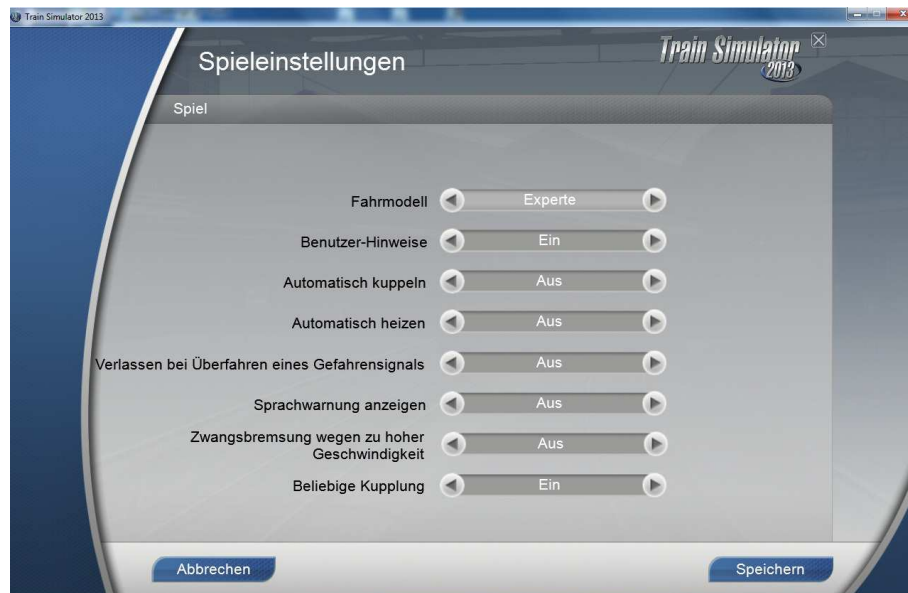 Train Simulator 2013
Spieleinstellungen
Train Simulator
2013
Spiel
Fahrmodell Experte
Benutzer-Hinweise Ein
Automatisch kuppeln Aus
Automatisch heizen Aus
Verlassen bei Überfahren eines Gefahrensignals Aus
Sprachwarnung anzeigen Aus
Zwangsbremsung wegen zu hoher
Geschwindigkeit Aus
Beliebige Kupplung Ein
Abbrechen Speichern